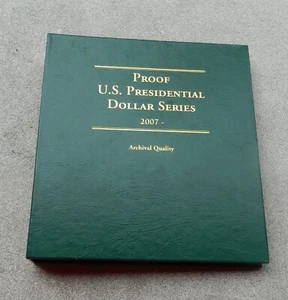 PROOF
U.S. PRESIDENTIAL
DOLLAR SERIES
2007 -
Archival Quality